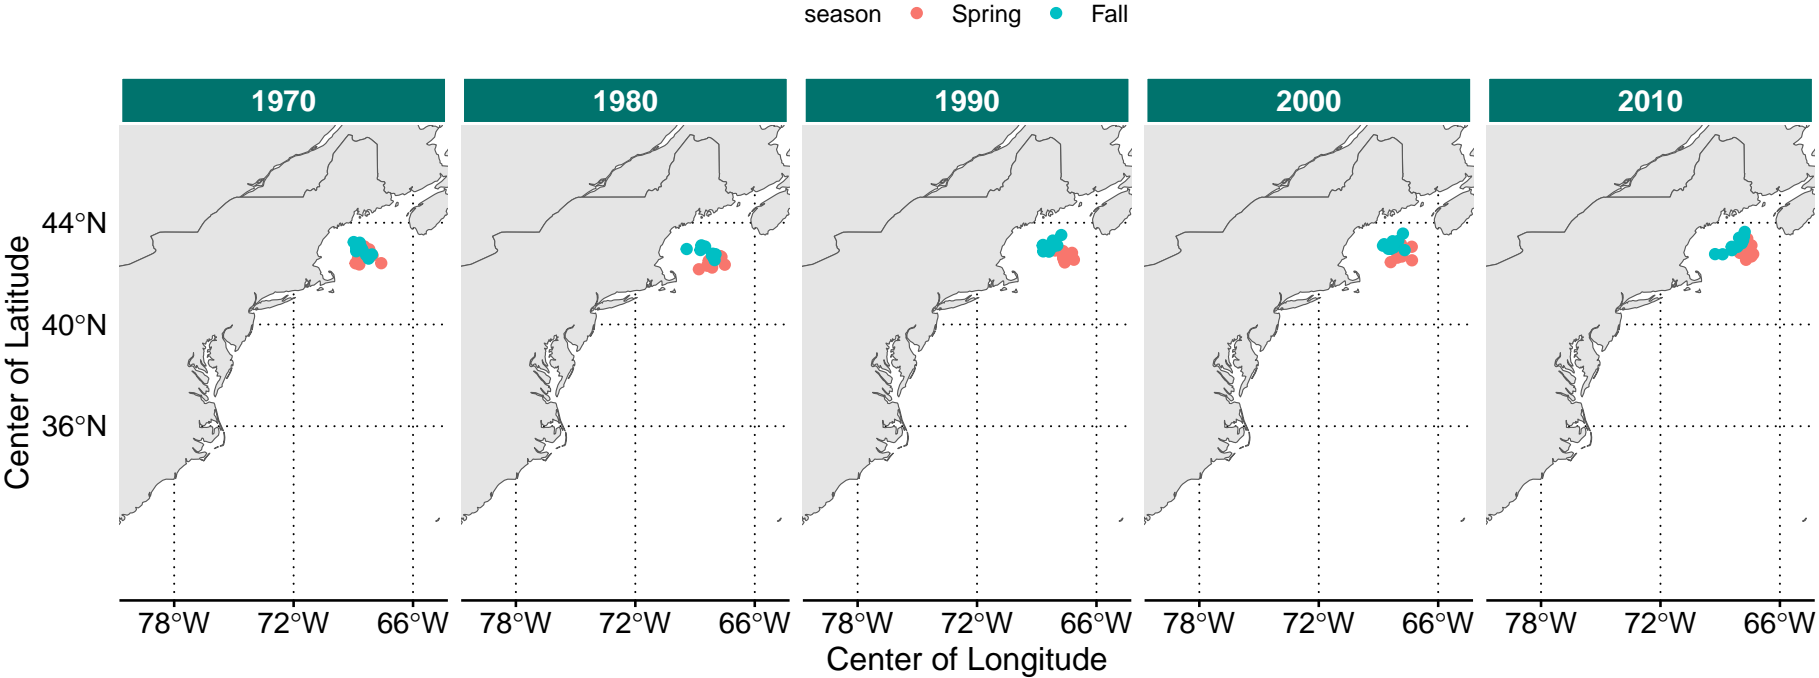 season Spring Fall
1970 1980 1990 2000 2010
44°N
40°N
36°N
Center of Latitude
78°W 72°W 66°W 78°W 72°W 66°W 78°W 72°W 66°W 78°W 72°W 66°W 78°W 72°W 66°W
Center of Longitude